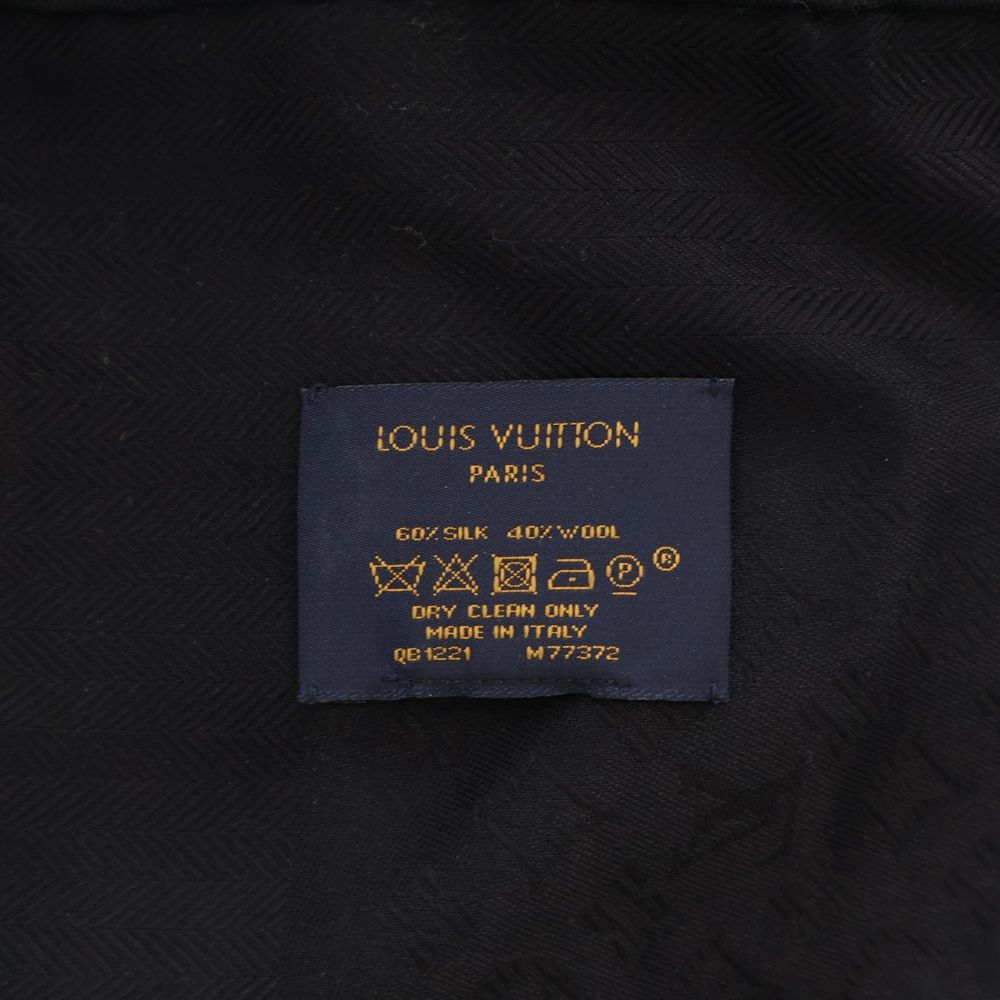 LOUIS VUITTON
PARIS
60% SILK 40% WOOL
P ®
DRY CLEAN ONLY
MADE IN ITALY
QB1221 M77372